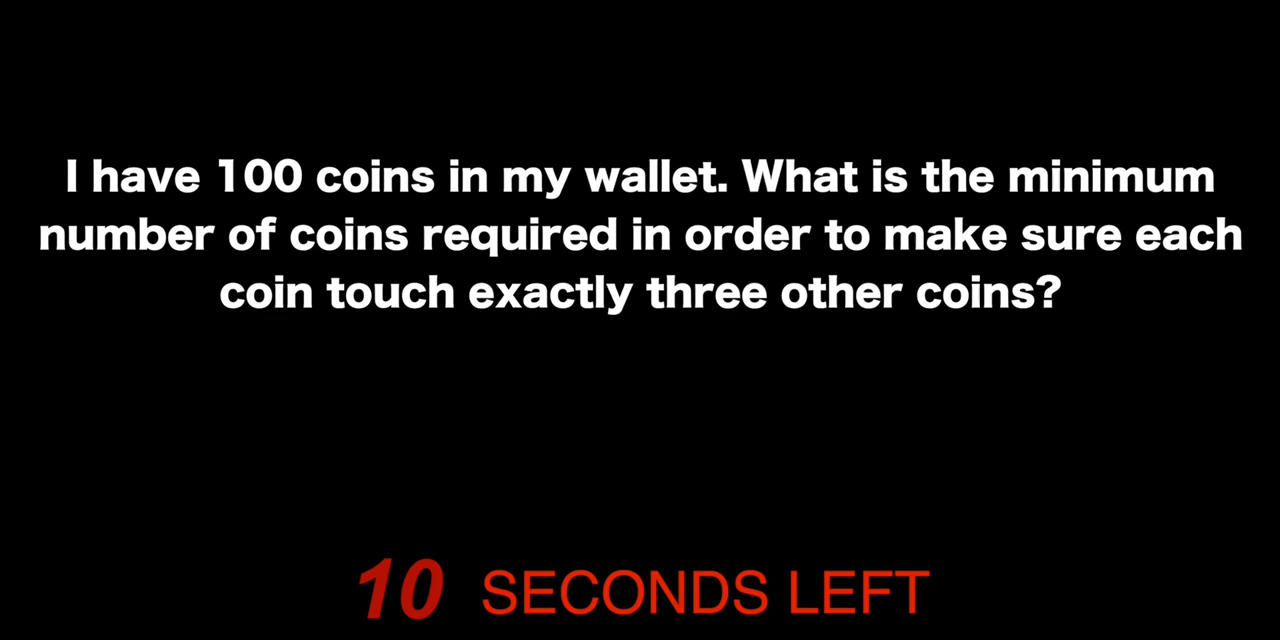 I have 100 coins in my wallet. What is the minimum
number of coins required in order to make sure each
coin touch exactly three other coins?
10 SECONDS LEFT